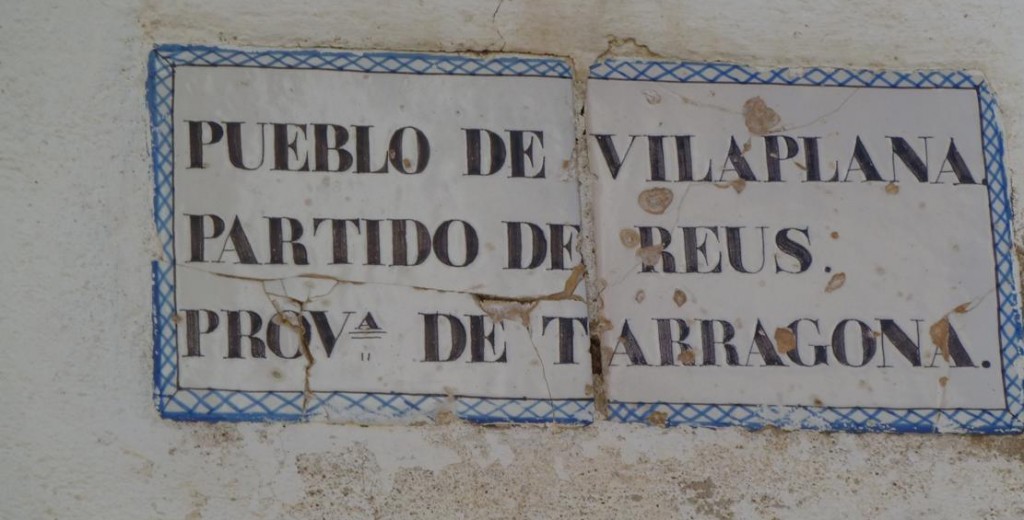 PUEBLO DE VILAPLANA.
PARTIDO DE REUS.
PROVᴬ DE TARRAGONA.